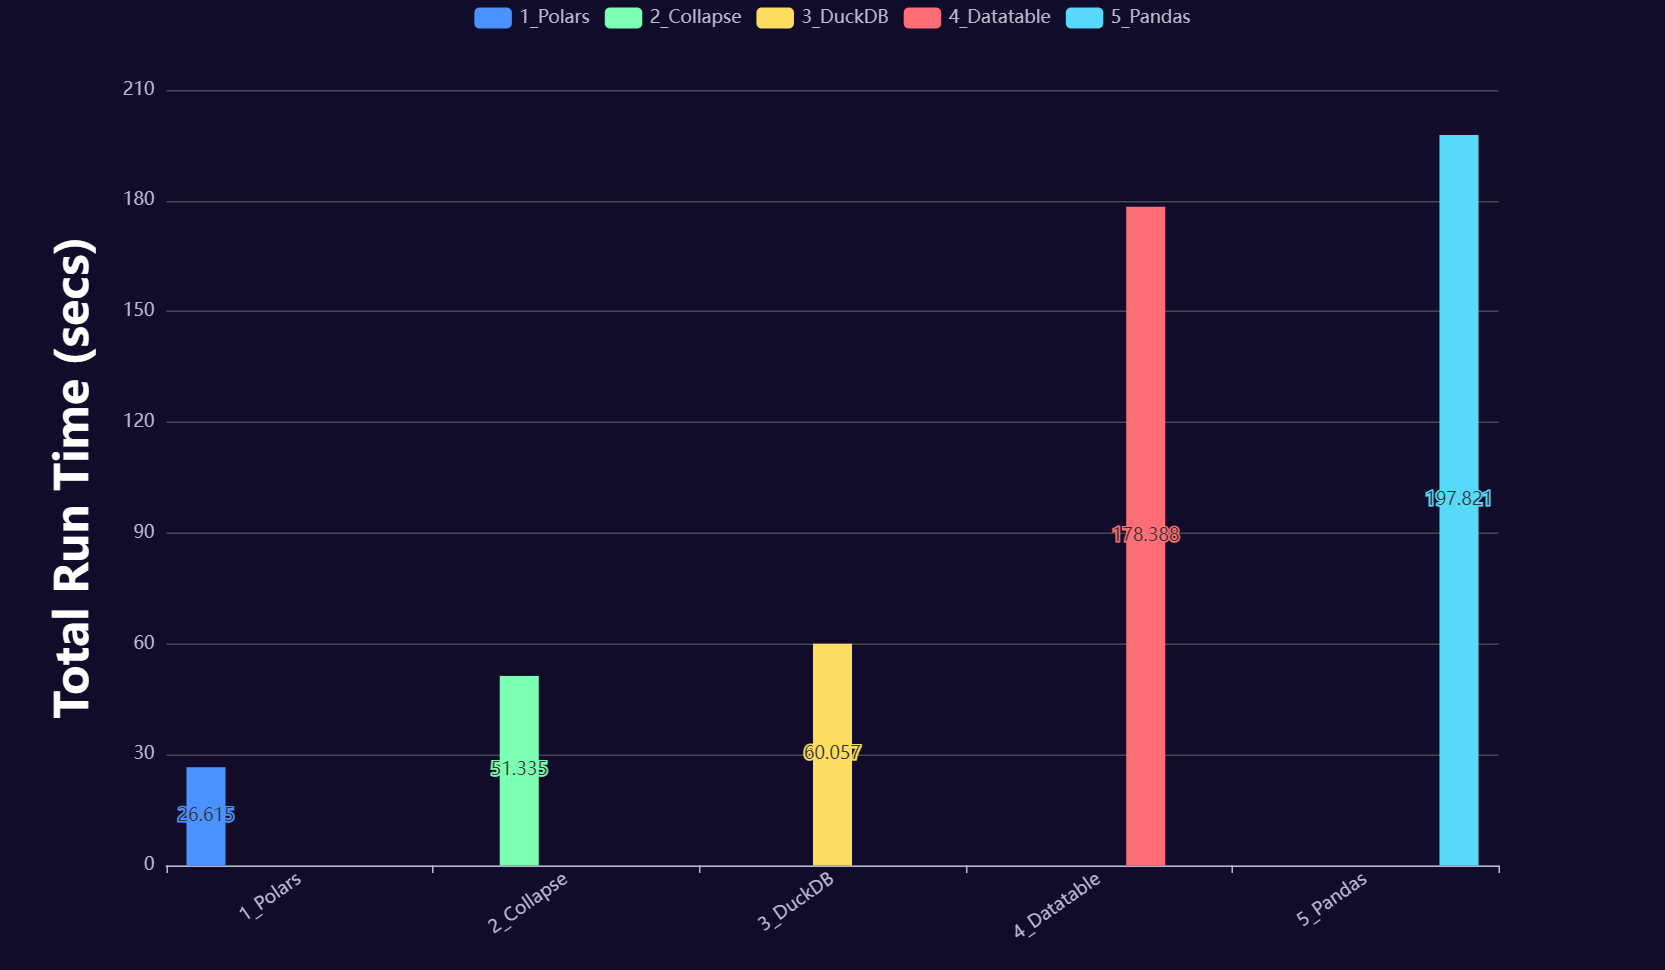 1_Polars 2_Collapse 3_DuckDB 4_Datatable 5_Pandas
Total Run Time (secs)
210
180
150
120
90
60
30
0
26.615
51.335
60.057
178.388
197.821
1_Polars
2_Collapse
3_DuckDB
4_Datatable
5_Pandas